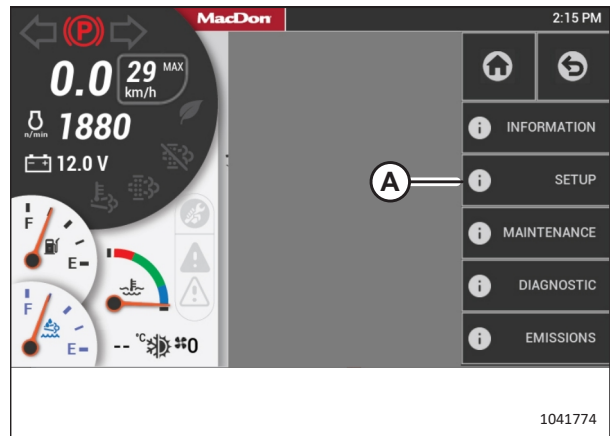 MacDon
2:15 PM
P
0.0 29 MAX
km/h
n/min 1880
12.0 V
F
E
F
E
-- °C 0
INFORMATION
A
SETUP
MAINTENANCE
DIAGNOSTIC
EMISSIONS
1041774